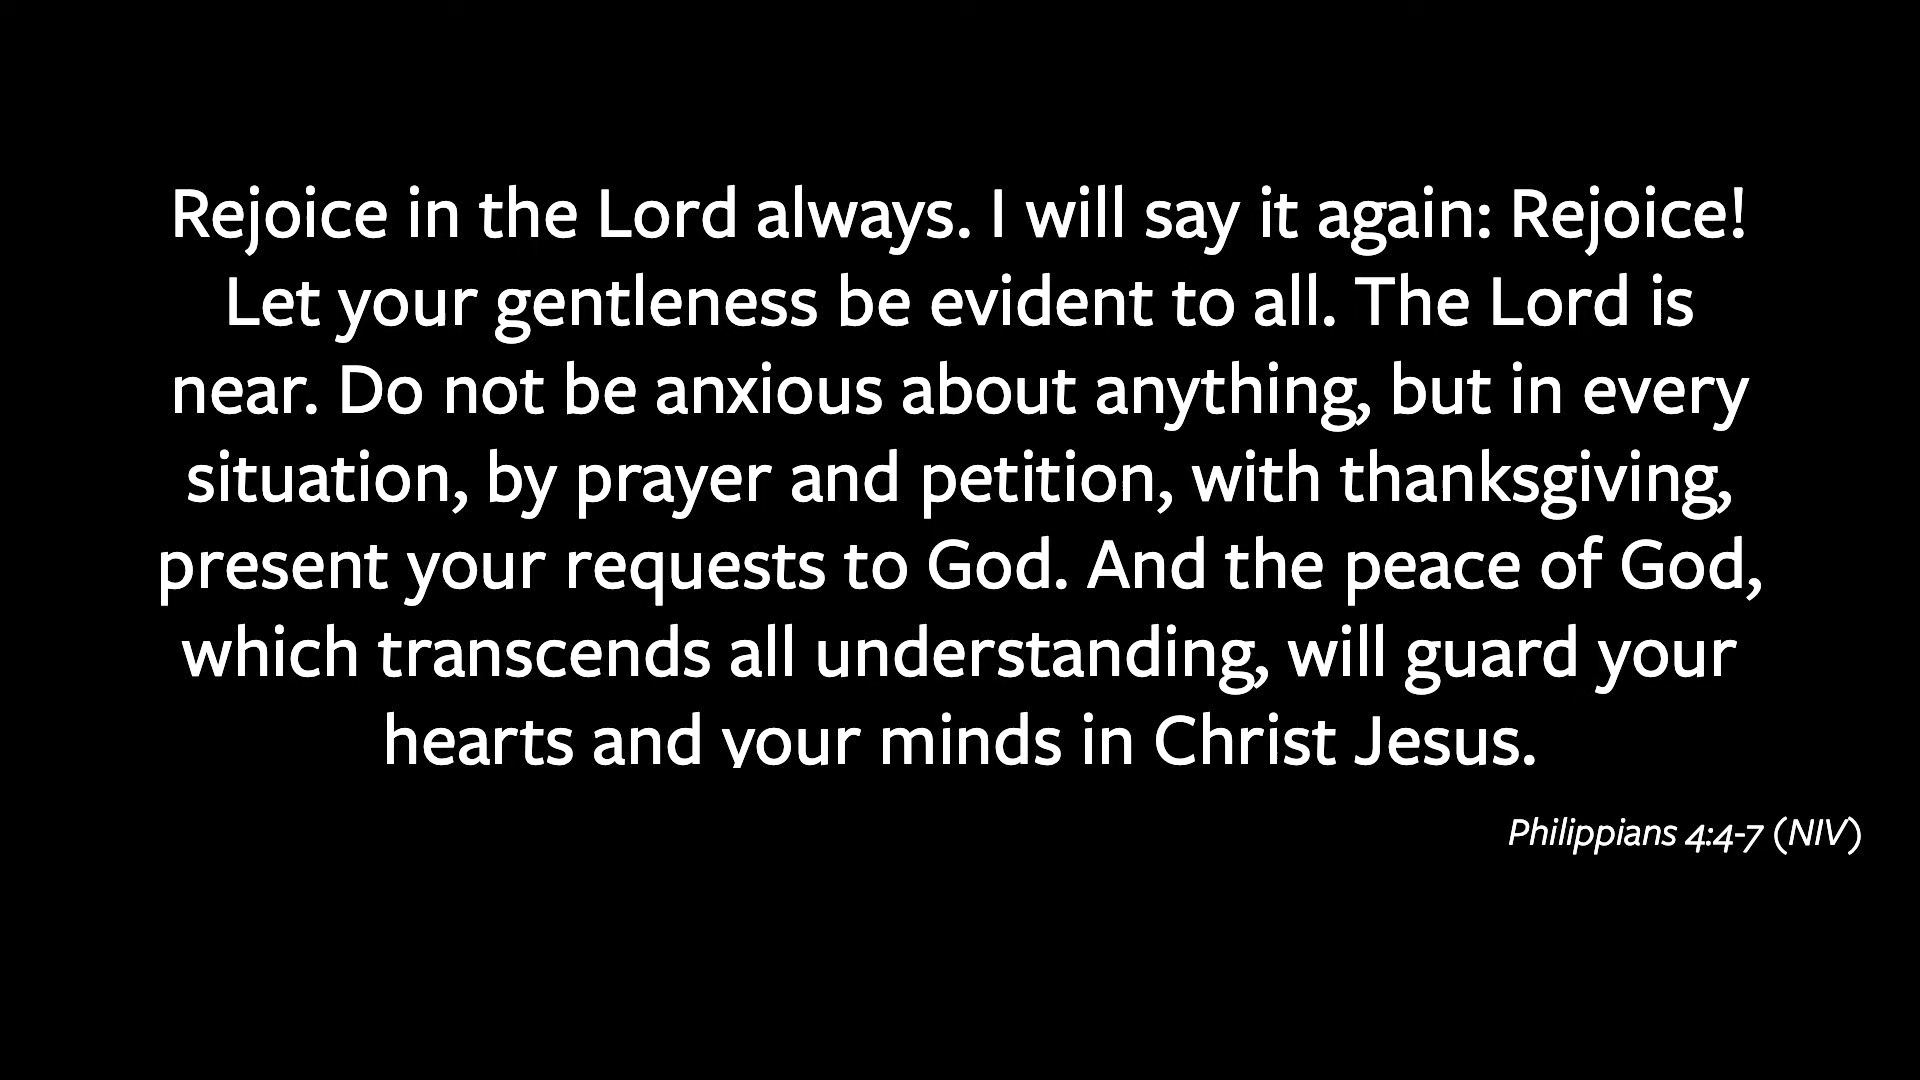 Rejoice in the Lord always. I will say it again: Rejoice!
Let your gentleness be evident to all. The Lord is
near. Do not be anxious about anything, but in every
situation, by prayer and petition, with thanksgiving,
present your requests to God. And the peace of God,
which transcends all understanding, will guard your
hearts and your minds in Christ Jesus.
Philippians 4:4-7 (NIV)